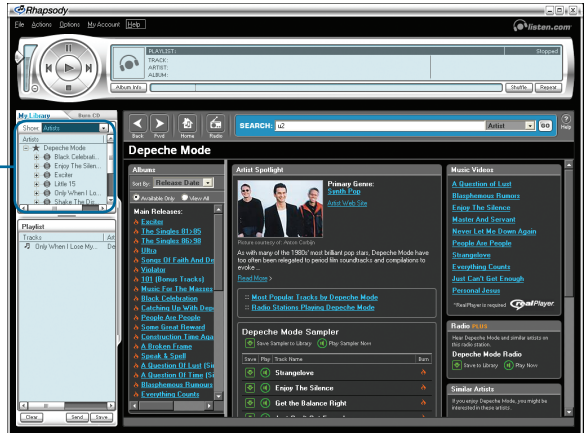 Rhapsody
File Actions Options My Account Help
listen.com
PLAYLIST:
Stopped
TRACK:
ARTIST:
ALBUM:
Album Info
Shuffle Repeat
My Library Burn CD
Show: Artists
Artists
Depeche Mode
Black Celebrati...
Enjoy The Silen...
Exciter
Little 15
Only When I Lo...
Shake The Dis...
Playlist
Tracks Art
Only When I Lose My... De
Clear Send Save
Back Fwd Home Radio
SEARCH: u2 Artist GO Help
Depeche Mode
Albums
Sort By: Release Date
Available Only View All
Main Releases:
Exciter
The Singles 81>85
The Singles 86>98
Ultra
Songs Of Faith And De
Violator
101 (Bonus Tracks)
Music For The Masses
Black Celebration
Catching Up With Dep
People Are People
Some Great Reward
Construction Time Aga
A Broken Frame
Speak & Spell
A Question Of Lust (Si
A Question Of Time (Si
Blasphemous Rumous
Everything Counts
Artist Spotlight
Primary Genre:
Synth Pop
Artist Web Site
Picture courtesy of: Anton Corbijn
As with many of the 1980s' most brilliant pop stars, Depeche Mode have
too often been relegated to period film soundtracks and compilations to
evoke ...
Read More >
:: Most Popular Tracks by Depeche Mode
:: Radio Stations Playing Depeche Mode
Depeche Mode Sampler
Save Sampler to Library Play Sampler Now
Save Play Track Name Burn
Strangelove
Enjoy The Silence
Get the Balance Right
Just Can't Get Enough
Music Videos
A Question of Lust
Blasphemous Rumours
Enjoy The Silence
Master And Servant
Never Let Me Down Again
People Are People
Strangelove
Everything Counts
Just Can't Get Enough
Personal Jesus
*RealPlayer is required realPlayer.
Radio PLUS
Hear Depeche Mode and similar artists on
this radio station.
Depeche Mode Radio
Save to Library Play Now
Similar Artists
If you enjoy Depeche Mode, you might be
interested in these artists.